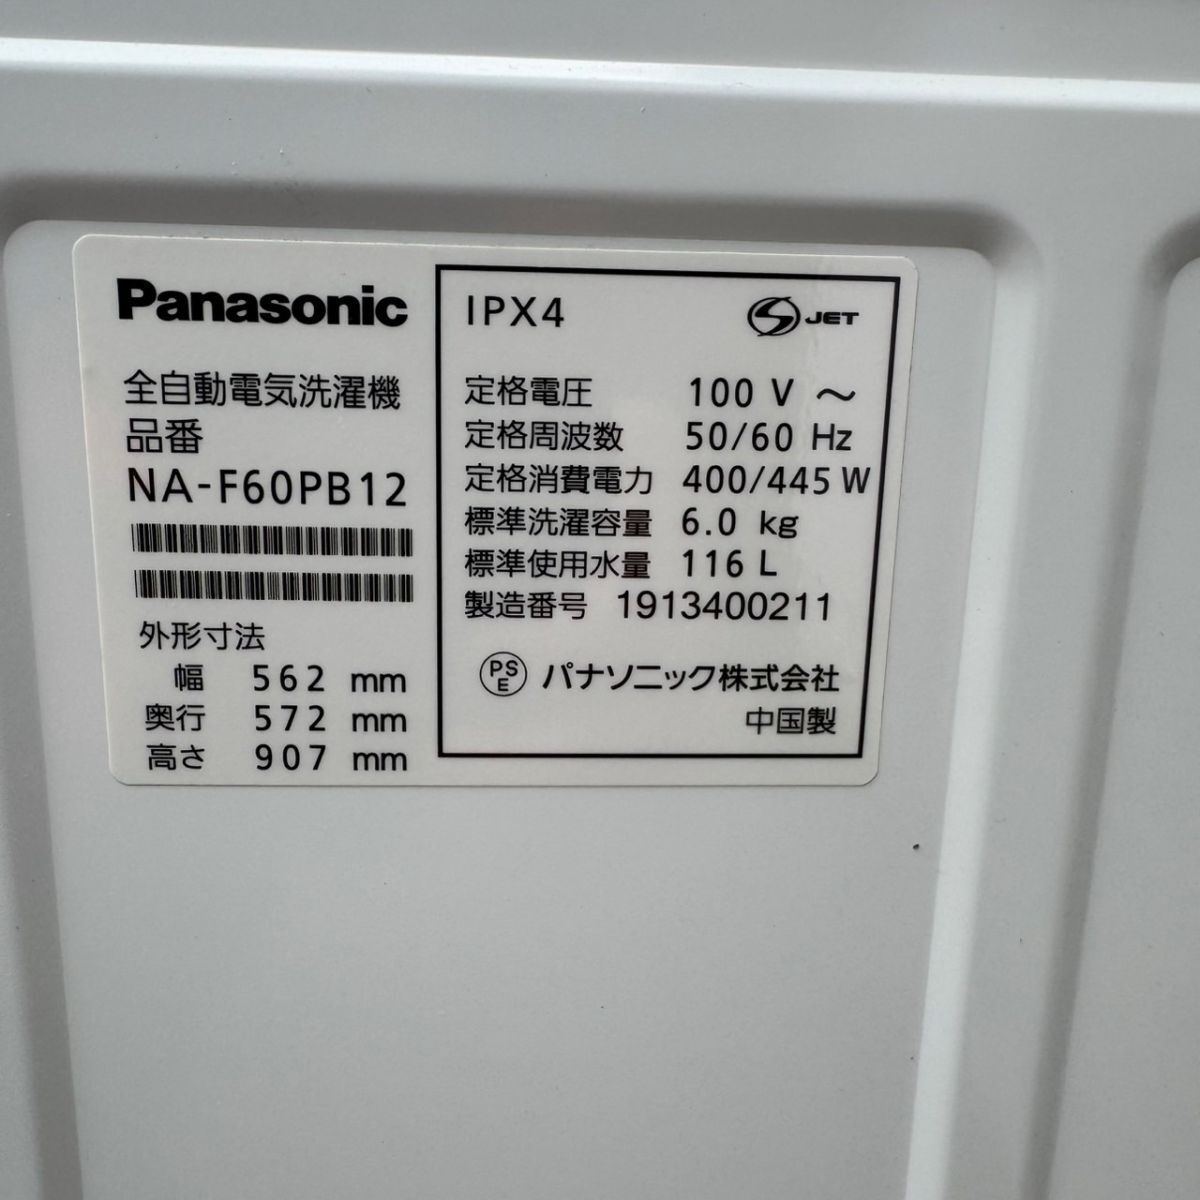 Panasonic
全自動電気洗濯機
品番
NA-F60PB12
外形寸法
幅 562 mm
奥行 572 mm
高さ 907 mm
IPX4
S JET
定格電圧 100 V ～
定格周波数 50/60 Hz
定格消費電力 400/445 W
標準洗濯容量 6.0 kg
標準使用水量 116 L
製造番号 1913400211
PSE パナソニック株式会社
中国製